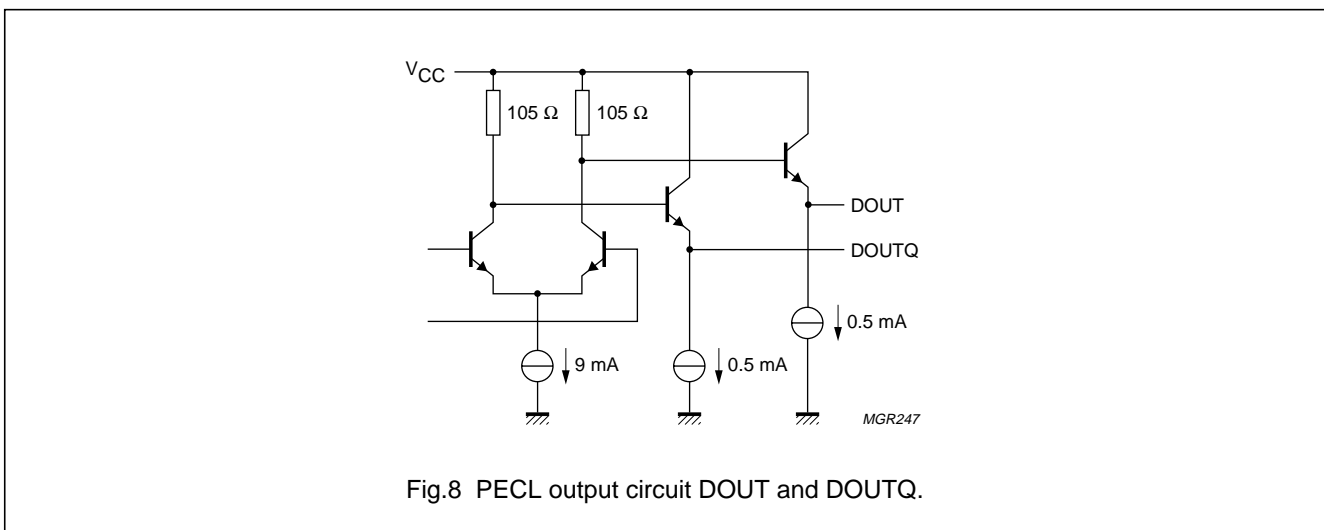 VCC
105 Ω 105 Ω
DOUT
DOUTQ
0.5 mA
9 mA 0.5 mA
MGR247
Fig.8 PECL output circuit DOUT and DOUTQ.